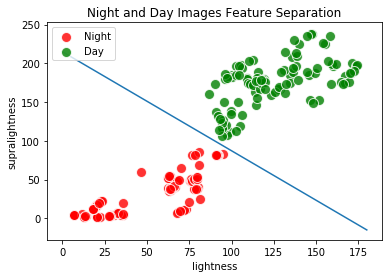 Night and Day Images Feature Separation
Night
Day
supralightness
250
200
150
100
50
0
0 25 50 75 100 125 150 175
lightness